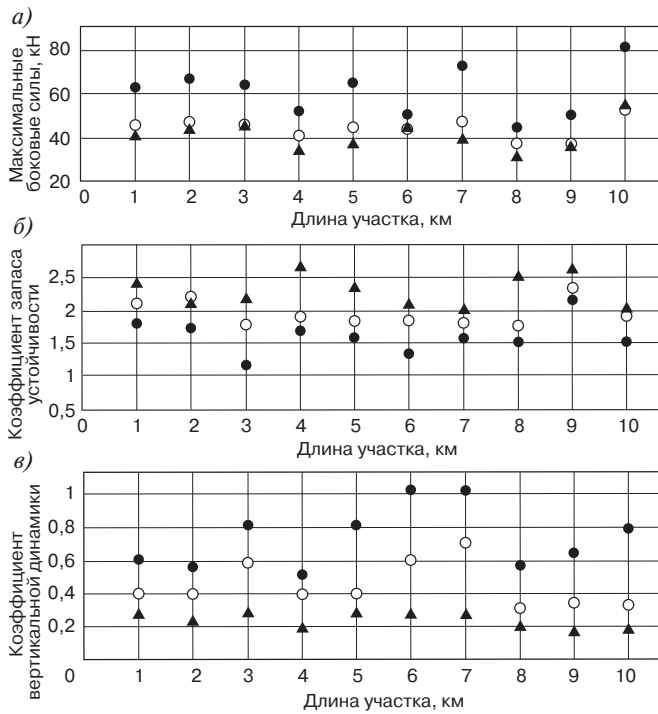 а)
Максимальные
боковые силы, кН
80
60
40
20
0 1 2 3 4 5 6 7 8 9 10
Длина участка, км
б)
Коэффициент запаса
устойчивости
2,5
2
1,5
1
0,5
0 1 2 3 4 5 6 7 8 9 10
Длина участка, км
в)
Коэффициент
вертикальной динамики
1
0,8
0,6
0,4
0,2
0 1 2 3 4 5 6 7 8 9 10
Длина участка, км